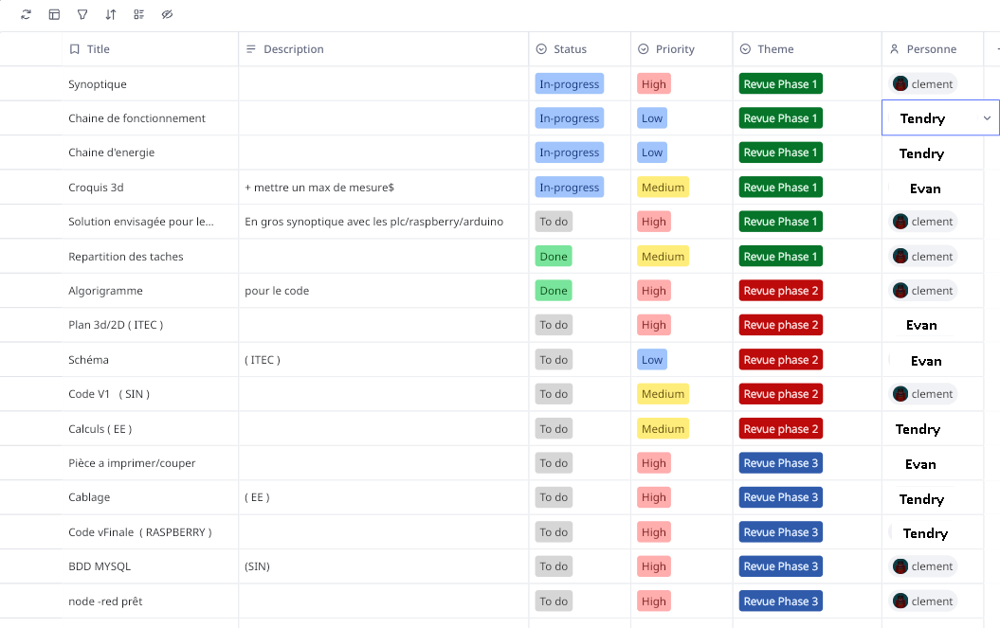 Title Description Status Priority Theme Personne
Synoptique In-progress High Revue Phase 1 clement
Chaine de fonctionnement In-progress Low Revue Phase 1 Tendry
Chaine d'energie In-progress Low Revue Phase 1 Tendry
Croquis 3d + mettre un max de mesure$ In-progress Medium Revue Phase 1 Evan
Solution envisagée pour le... En gros synoptique avec les plc/raspberry/arduino To do High Revue Phase 1 clement
Repartition des taches Done Medium Revue Phase 1 clement
Algorigramme pour le code Done High Revue phase 2 clement
Plan 3d/2D ( ITEC ) To do High Revue phase 2 Evan
Schéma ( ITEC ) To do Low Revue phase 2 Evan
Code V1 ( SIN ) To do Medium Revue phase 2 clement
Calculs ( EE ) To do Medium Revue phase 2 Tendry
Pièce a imprimer/couper To do High Revue Phase 3 Evan
Cablage ( EE ) To do High Revue Phase 3 Tendry
Code vFinale ( RASPBERRY ) To do High Revue Phase 3 Tendry
BDD MYSQL (SIN) To do High Revue Phase 3 clement
node -red prêt To do High Revue Phase 3 clement